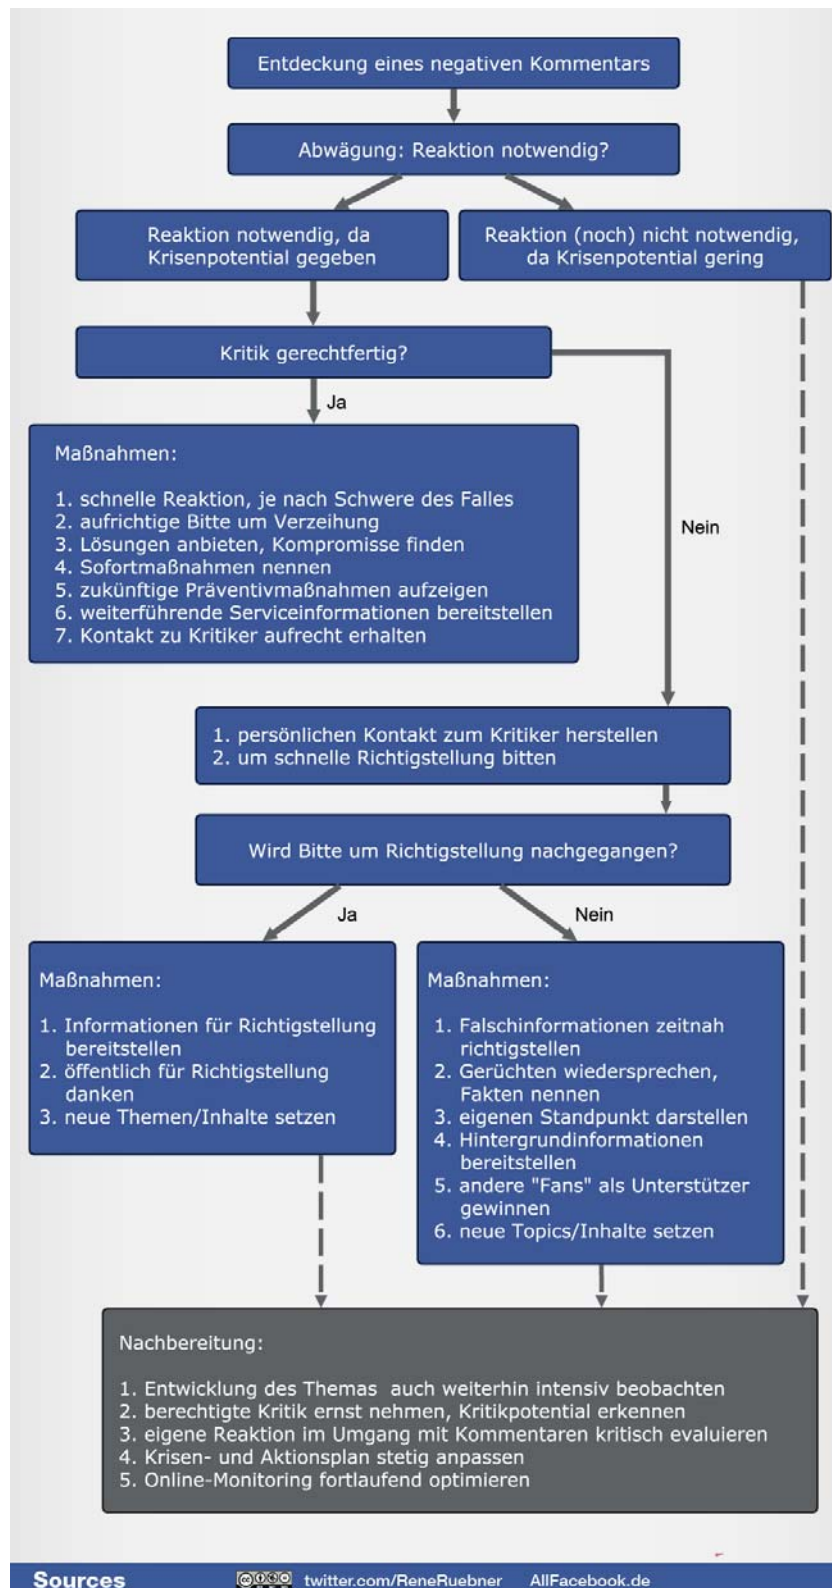 Entdeckung eines negativen Kommentars
Abwägung: Reaktion notwendig?
Reaktion notwendig, da
Krisenpotential gegeben
Reaktion (noch) nicht notwendig,
da Krisenpotential gering
Kritik gerechtfertig?
Ja
Maßnahmen:
1. schnelle Reaktion, je nach Schwere des Falles
2. aufrichtige Bitte um Verzeihung
3. Lösungen anbieten, Kompromisse finden
4. Sofortmaßnahmen nennen
5. zukünftige Präventivmaßnahmen aufzeigen
6. weiterführende Serviceinformationen bereitstellen
7. Kontakt zu Kritiker aufrecht erhalten
Nein
1. persönlichen Kontakt zum Kritiker herstellen
2. um schnelle Richtigstellung bitten
Wird Bitte um Richtigstellung nachgegangen?
Ja
Nein
Maßnahmen:
1. Informationen für Richtigstellung
bereitstellen
2. öffentlich für Richtigstellung
danken
3. neue Themen/Inhalte setzen
Maßnahmen:
1. Falschinformationen zeitnah
richtigstellen
2. Gerüchten wiedersprechen,
Fakten nennen
3. eigenen Standpunkt darstellen
4. Hintergrundinformationen
bereitstellen
5. andere "Fans" als Unterstützer
gewinnen
6. neue Topics/Inhalte setzen
Nachbereitung:
1. Entwicklung des Themas auch weiterhin intensiv beobachten
2. berechtigte Kritik ernst nehmen, Kritikpotential erkennen
3. eigene Reaktion im Umgang mit Kommentaren kritisch evaluieren
4. Krisen- und Aktionsplan stetig anpassen
5. Online-Monitoring fortlaufend optimieren
Sources twitter.com/ReneRuebner AllFacebook.de